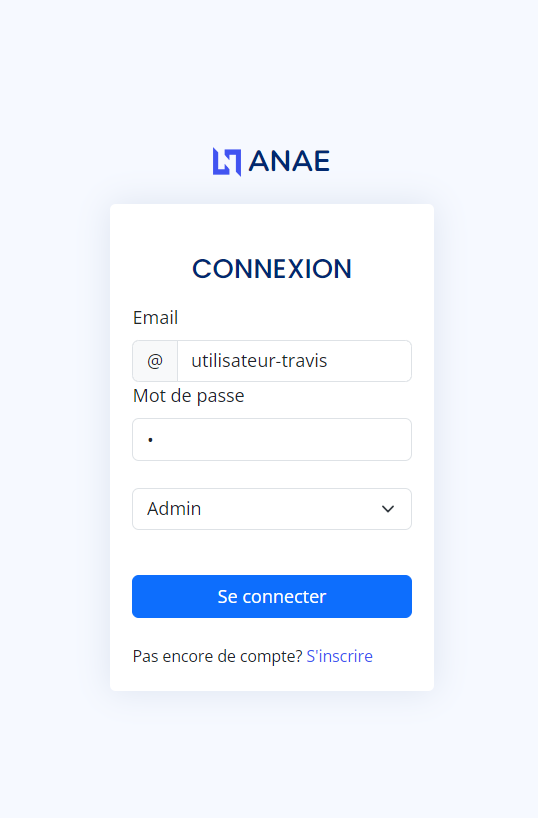 ANAE
CONNEXION
Email
@ utilisateur-travis
Mot de passe
•
Admin
Se connecter
Pas encore de compte? S'inscrire